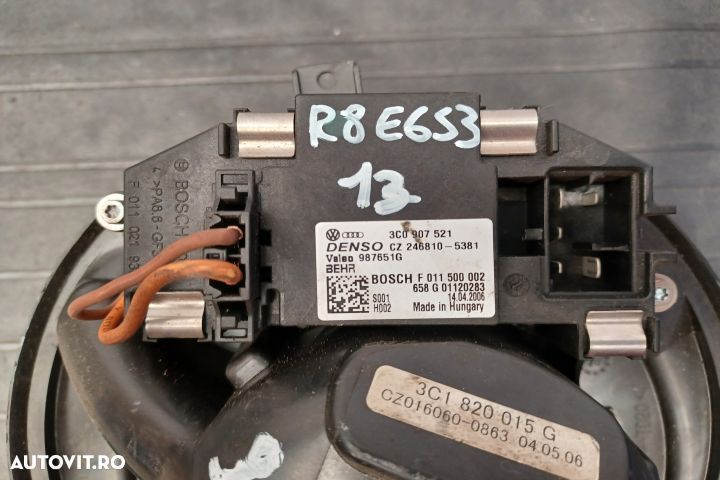 R8 E6S3
13
3C0 907 521
DENSO CZ 246810-5381
Valeo 987651G
BEHR
BOSCH F 011 500 002
658 G 01120283
S001
14.04.2006
H002
Made in Hungary
BOSCH
F 011 021 93
3C1 820 015 G
CZ016060-0863 04.05.06
AUTOVIT.RO